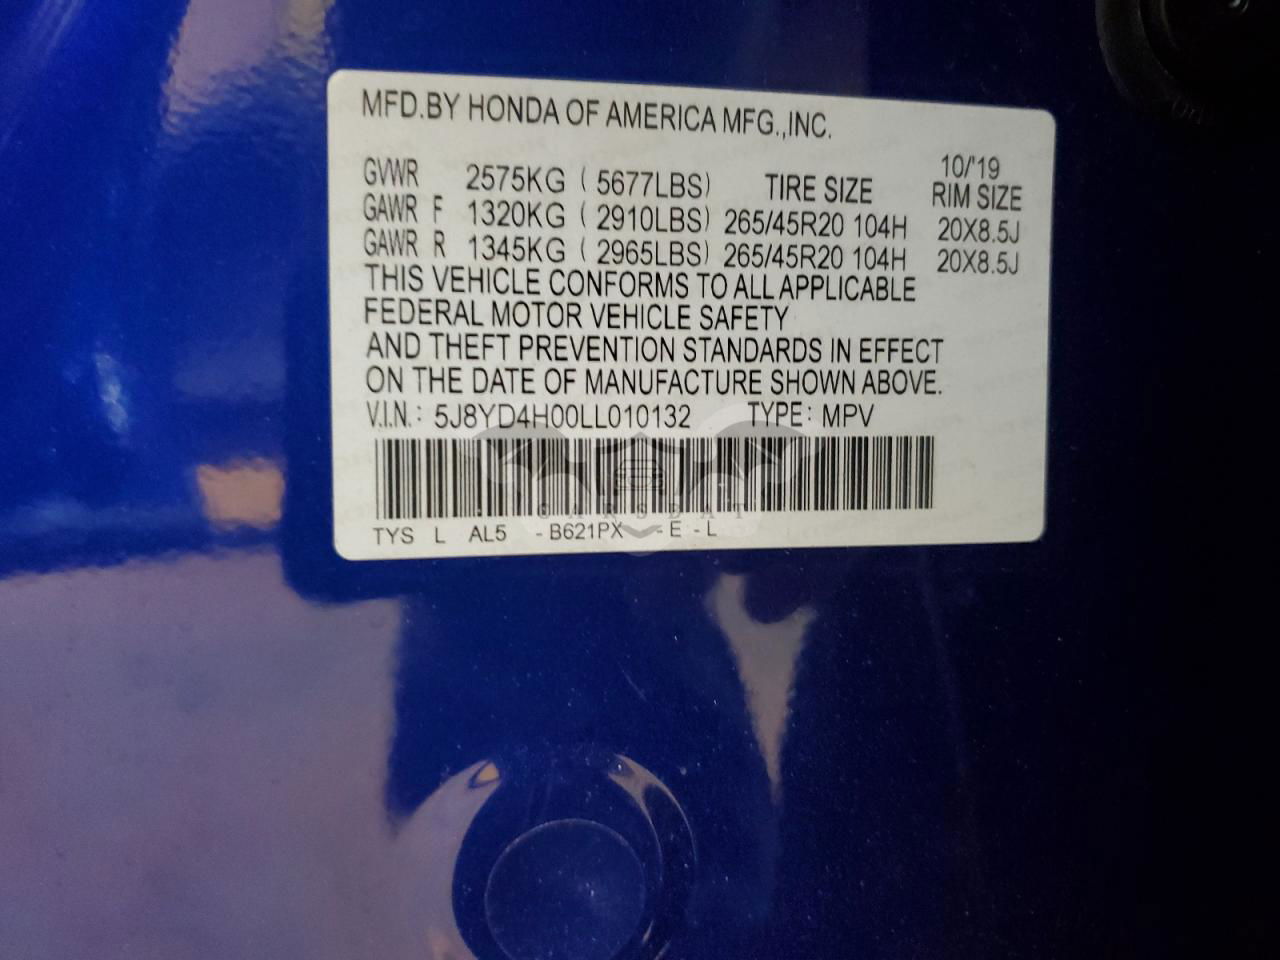 MFD.BY HONDA OF AMERICA MFG.,INC.
10/'19
GVWR 2575KG ( 5677LBS) TIRE SIZE RIM SIZE
GAWR F 1320KG ( 2910LBS) 265/45R20 104H 20X8.5J
GAWR R 1345KG ( 2965LBS) 265/45R20 104H 20X8.5J
THIS VEHICLE CONFORMS TO ALL APPLICABLE
FEDERAL MOTOR VEHICLE SAFETY
AND THEFT PREVENTION STANDARDS IN EFFECT
ON THE DATE OF MANUFACTURE SHOWN ABOVE.
V.I.N.: 5J8YD4H00LL010132 TYPE: MPV
CARSDAT
TYS L AL5 - B621PX - E - L